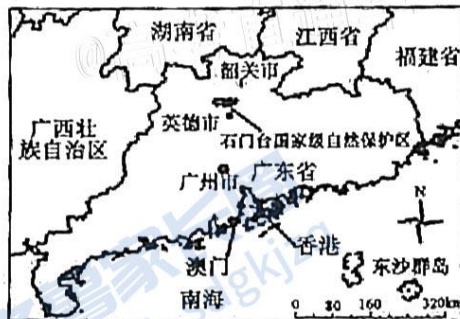 湖南省
江西省
韶关市
福建省
广西壮
族自治区
英德市
石门台国家级自然保护区
广州市
广东省
N
香港
澳门
东沙群岛
南海
0 80 160 320km